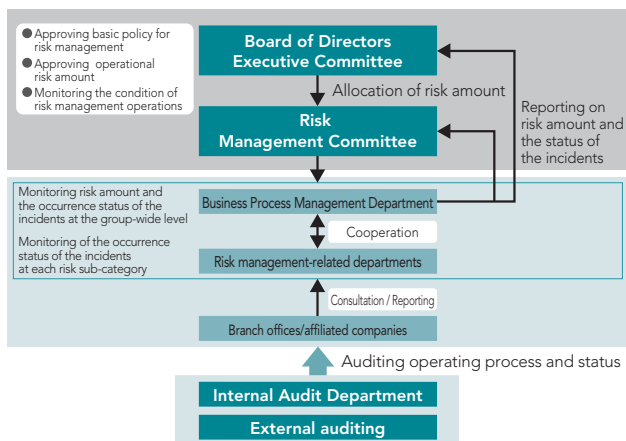 ● Approving basic policy for
risk management
● Approving operational
risk amount
● Monitoring the condition of
risk management operations
Board of Directors
Executive Committee
Allocation of risk amount
Risk
Management Committee
Reporting on
risk amount and
the status of
the incidents
Monitoring risk amount and
the occurrence status of the
incidents at the group-wide level
Business Process Management Department
Cooperation
Monitoring of the occurrence
status of the incidents
at each risk sub-category
Risk management-related departments
Consultation / Reporting
Branch offices/affiliated companies
Auditing operating process and status
Internal Audit Department
External auditing